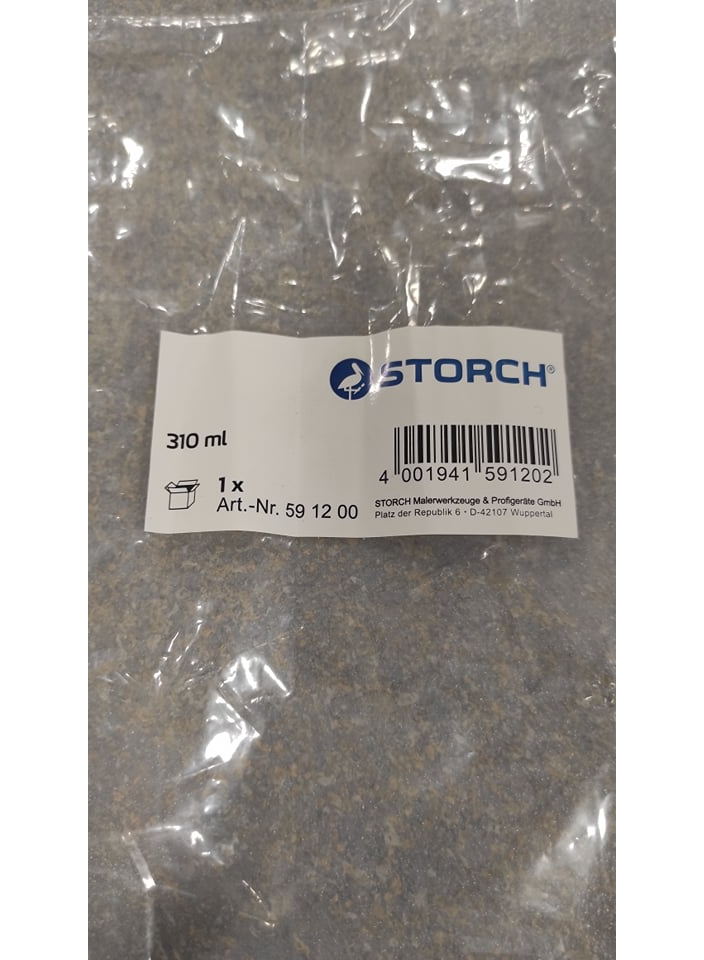 STORCH®
310 ml
4 001941 591202
1 x
Art.-Nr. 59 12 00
STORCH Malerwerkzeuge & Profigeräte GmbH
Platz der Republik 6 · D-42107 Wuppertal